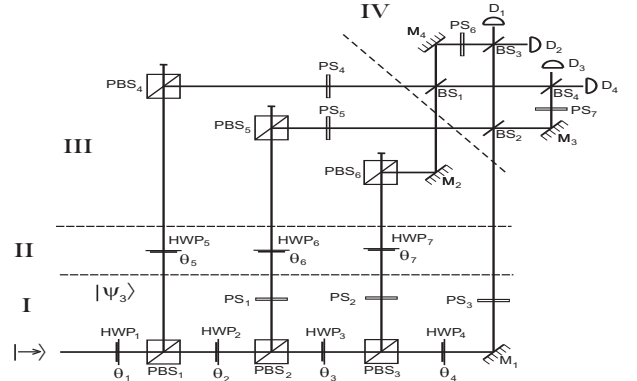 IV
D₁
M₄
PS₆
BS₃
D₂
D₃
PBS₄
PS₄
BS₁
BS₄
D₄
PS₇
PBS₅
PS₅
BS₂
M₃
III
PBS₆
M₂
II
HWP₅
θ₅
HWP₆
θ₆
HWP₇
θ₇
I
|ψ₃⟩
PS₁
PS₂
PS₃
|→⟩
HWP₁
θ₁
PBS₁
HWP₂
θ₂
PBS₂
HWP₃
θ₃
PBS₃
HWP₄
θ₄
M₁